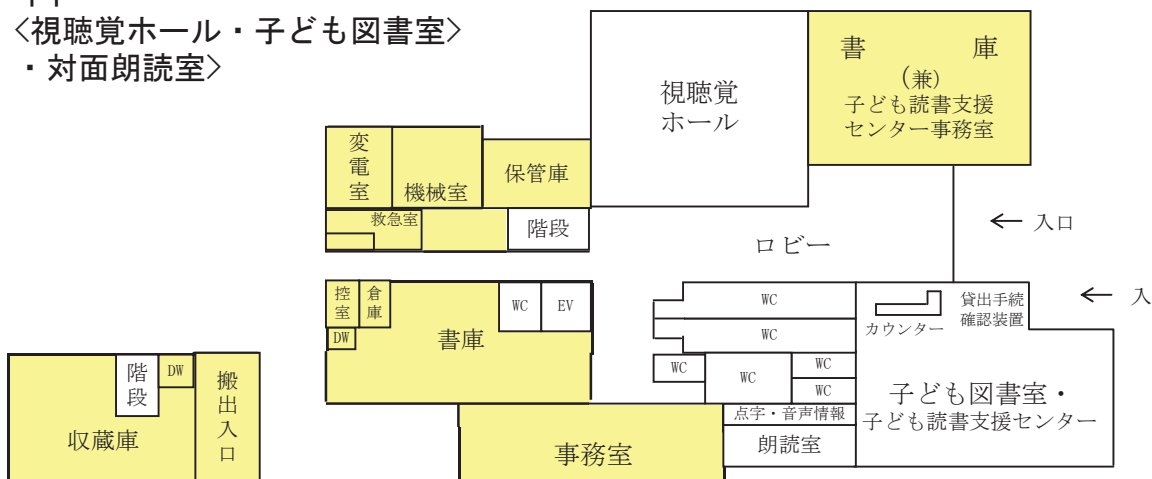 〈視聴覚ホール・子ども図書室〉
・対面朗読室〉
書　　庫
(兼)
子ども読書支援
センター事務室
視聴覚
ホール
変電室
機械室
保管庫
救急室
階段
ロビー
← 入口
控室
倉庫
WC
EV
DW
書庫
WC
WC
WC
WC
WC
WC
カウンター
貸出手続
確認装置
← 入
子ども図書室・
子ども読書支援センター
点字・音声情報
朗読室
事務室
階段
DW
搬出入口
収蔵庫